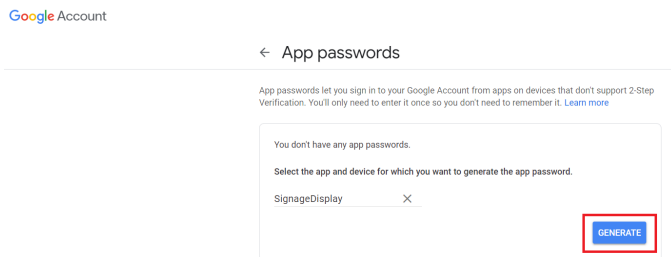 Google Account
App passwords
App passwords let you sign in to your Google Account from apps on devices that don't support 2-Step
Verification. You'll only need to enter it once so you don't need to remember it. Learn more
You don't have any app passwords.
Select the app and device for which you want to generate the app password.
SignageDisplay
GENERATE